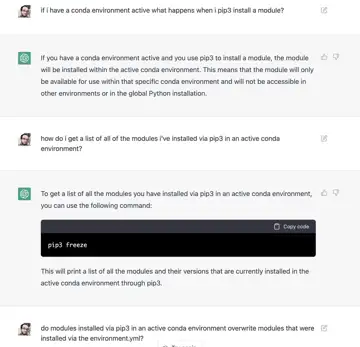 if i have a conda environment active what happens when i pip3 install a module?
If you have a conda environment active and you use pip3 to install a module, the module
will be installed within the active conda environment. This means that the module will only
be available for use within that specific conda environment and will not be accessible in
other environments or in the global Python installation.
how do i get a list of all of the modules i've installed via pip3 in an active conda
environment?
To get a list of all the modules you have installed via pip3 in an active conda environment,
you can use the following command:
Copy code
pip3 freeze
This will print a list of all the modules and their versions that are currently installed in the
active conda environment through pip3.
do modules installed via pip3 in an active conda environment overwrite modules that were
installed via the environment.yml?